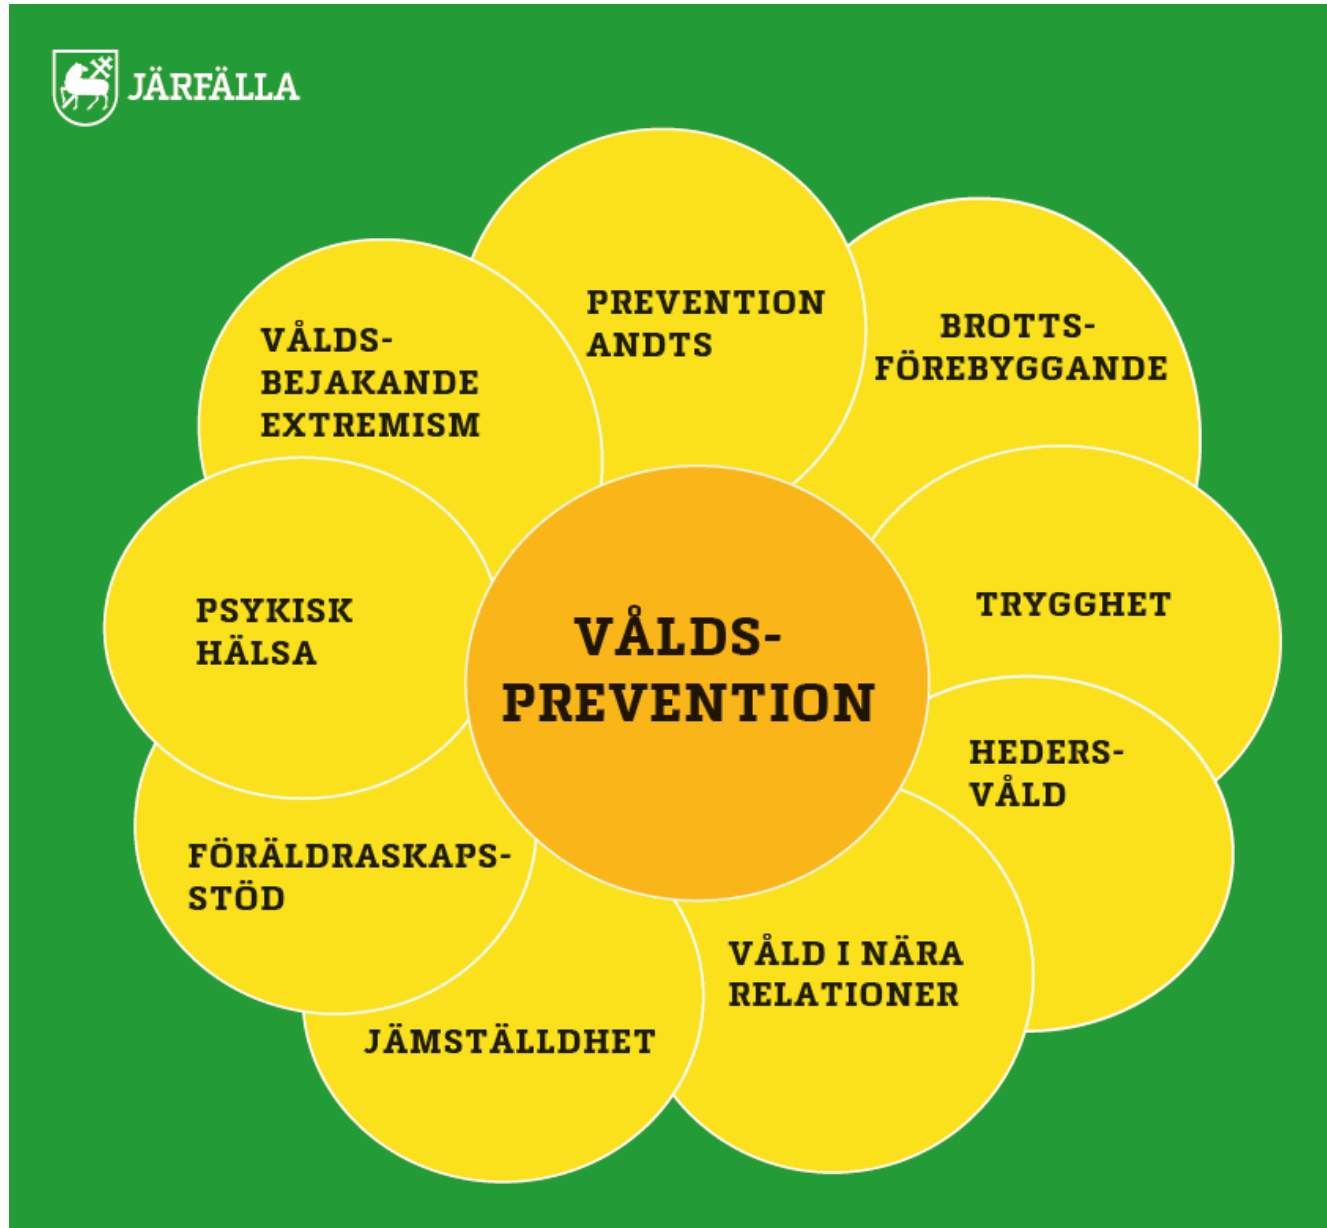 JÄRFÄLLA
PREVENTION
ANDTS
BROTTS-
FÖREBYGGANDE
VÅLDS-
BEJAKANDE
EXTREMISM
TRYGGHET
PSYKISK
HÄLSA
VÅLDS-
PREVENTION
HEDERS-
VÅLD
FÖRÄLDRASKAPS-
STÖD
VÅLD I NÄRA
RELATIONER
JÄMSTÄLLDHET